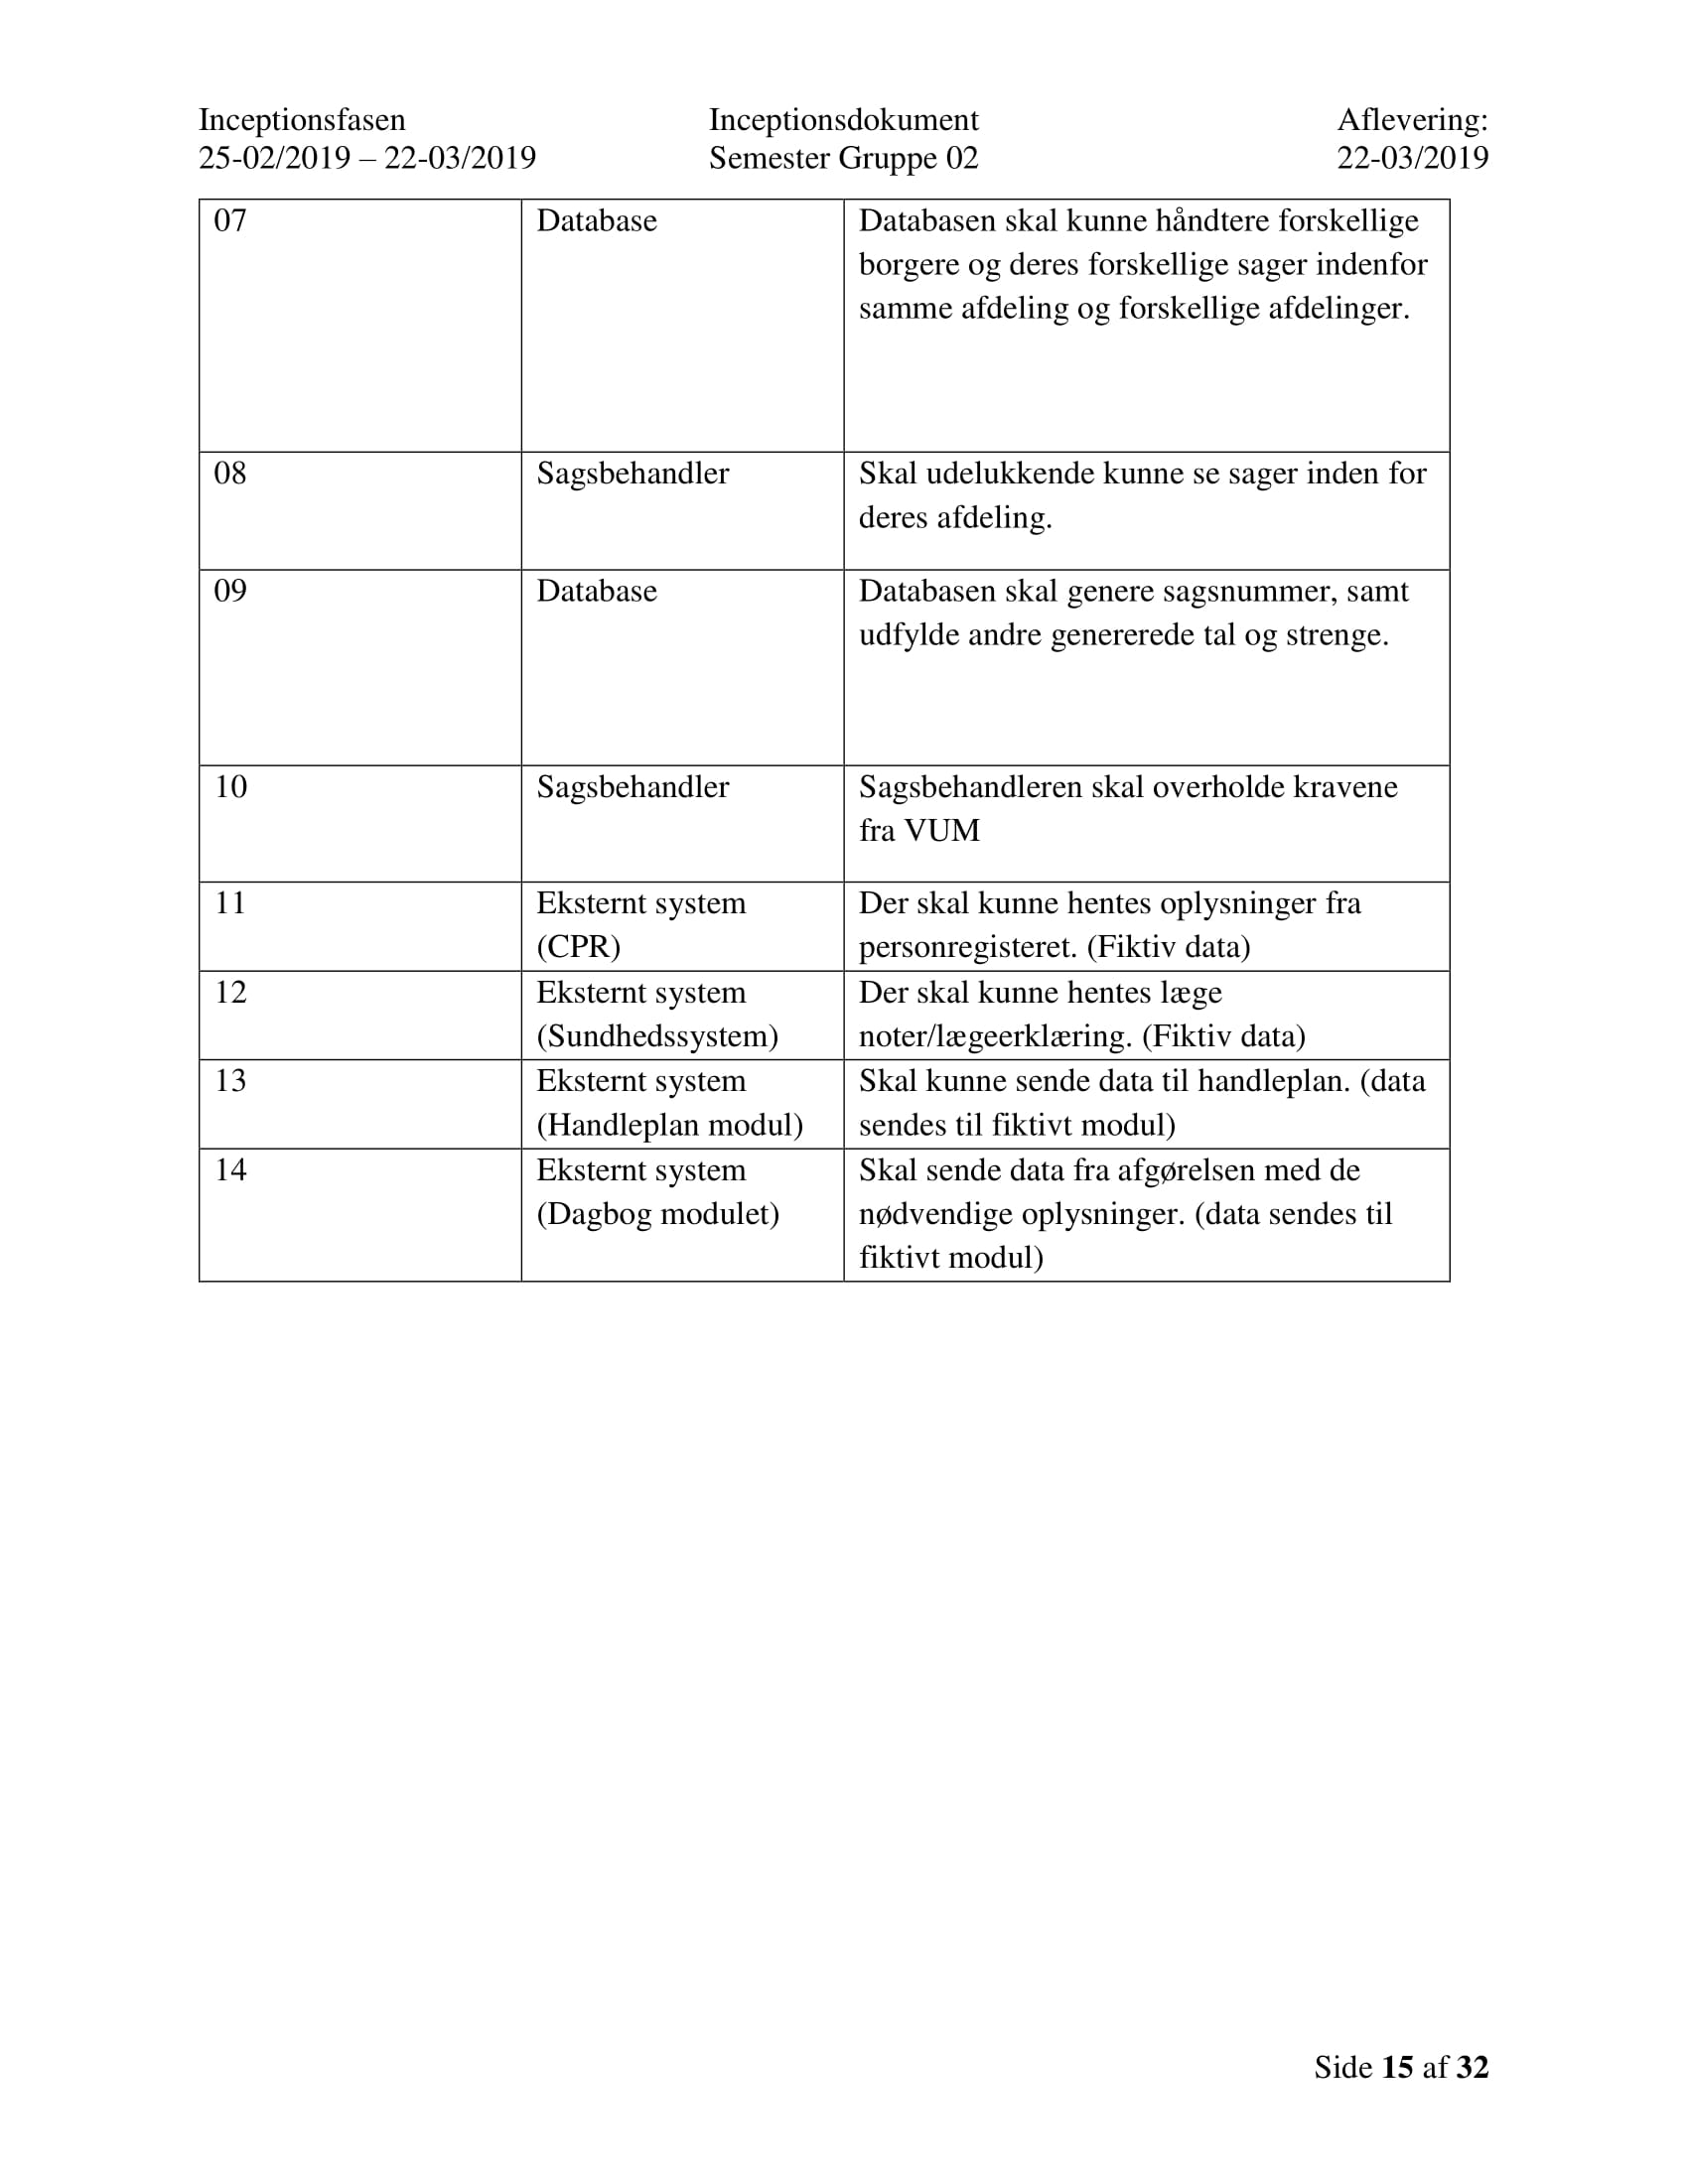 Inceptionsfasen Inceptionsdokument Aflevering:
25-02/2019 – 22-03/2019 Semester Gruppe 02 22-03/2019
07 Database Databasen skal kunne håndtere forskellige
borgere og deres forskellige sager indenfor
samme afdeling og forskellige afdelinger.
08 Sagsbehandler Skal udelukkende kunne se sager inden for
deres afdeling.
09 Database Databasen skal genere sagsnummer, samt
udfylde andre genererede tal og strenge.
10 Sagsbehandler Sagsbehandleren skal overholde kravene
fra VUM
11 Eksternt system Der skal kunne hentes oplysninger fra
(CPR) personregisteret. (Fiktiv data)
12 Eksternt system Der skal kunne hentes læge
(Sundhedssystem) noter/lægeerklæring. (Fiktiv data)
13 Eksternt system Skal kunne sende data til handleplan. (data
(Handleplan modul) sendes til fiktivt modul)
14 Eksternt system Skal sende data fra afgørelsen med de
(Dagbog modulet) nødvendige oplysninger. (data sendes til
fiktivt modul)
Side 15 af 32